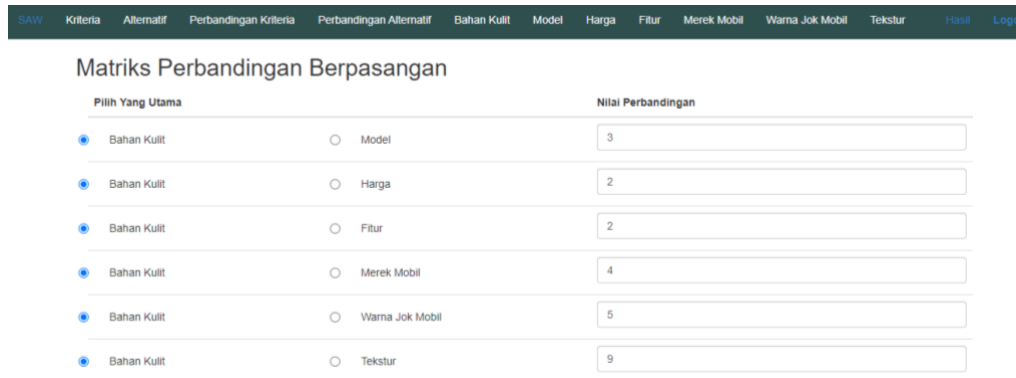 SAW Kriteria Alternatif Perbandingan Kriteria Perbandingan Alternatif Bahan Kulit Model Harga Fitur Merek Mobil Warna Jok Mobil Tekstur Hasil
Matriks Perbandingan Berpasangan
Pilih Yang Utama Nilai Perbandingan
Bahan Kulit Model 3
Bahan Kulit Harga 2
Bahan Kulit Fitur 2
Bahan Kulit Merek Mobil 4
Bahan Kulit Warna Jok Mobil 5
Bahan Kulit Tekstur 9